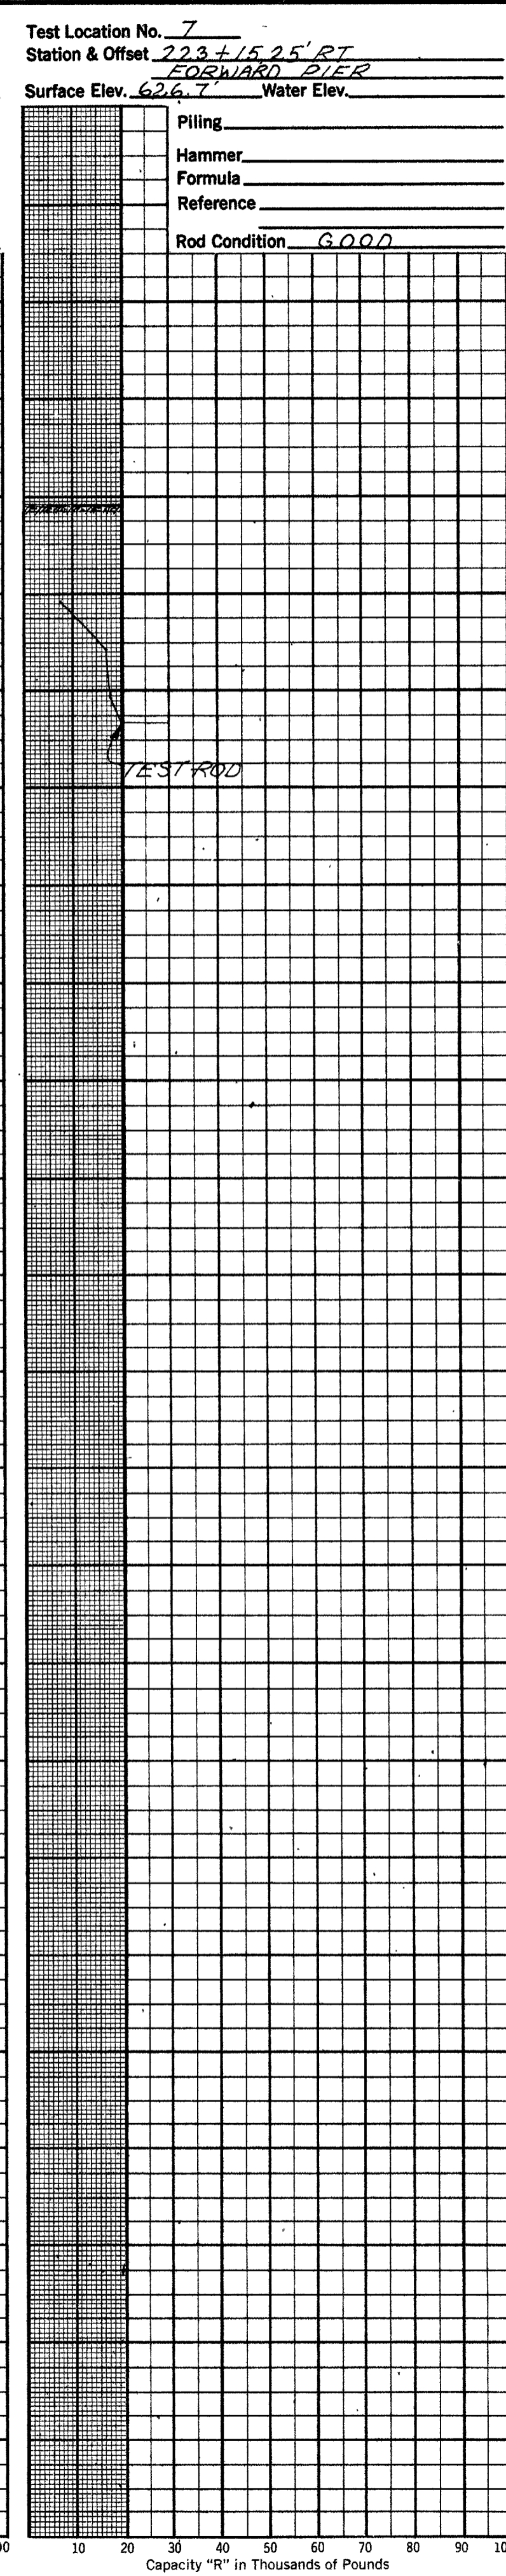 Test Location No. 7
Station & Offset 223+15, 25' RT
FORWARD PIER
Surface Elev. 626.7' Water Elev.
Piling
Hammer
Formula
Reference
Rod Condition GOOD
TEST ROD
00 10 20 30 40 50 60 70 80 90 10
Capacity "R" in Thousands of Pounds